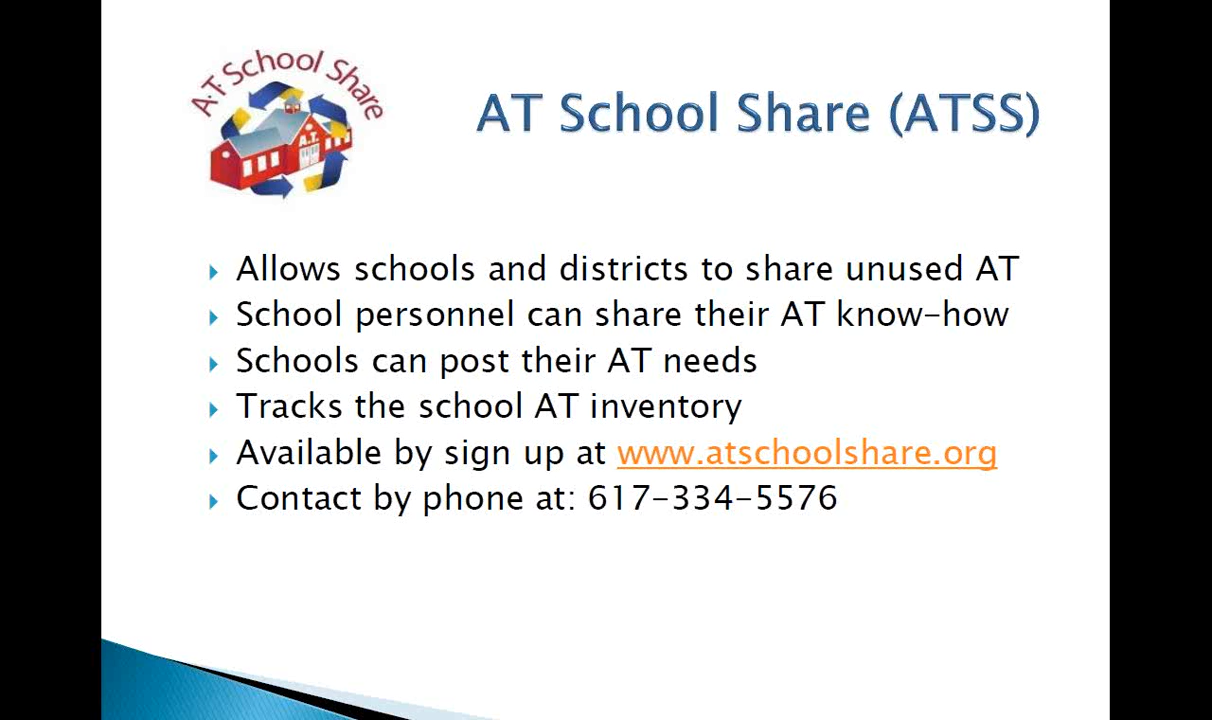 A.T. School Share
A.T.
AT School Share (ATSS)
Allows schools and districts to share unused AT
School personnel can share their AT know-how
Schools can post their AT needs
Tracks the school AT inventory
Available by sign up at www.atschoolshare.org
Contact by phone at: 617-334-5576